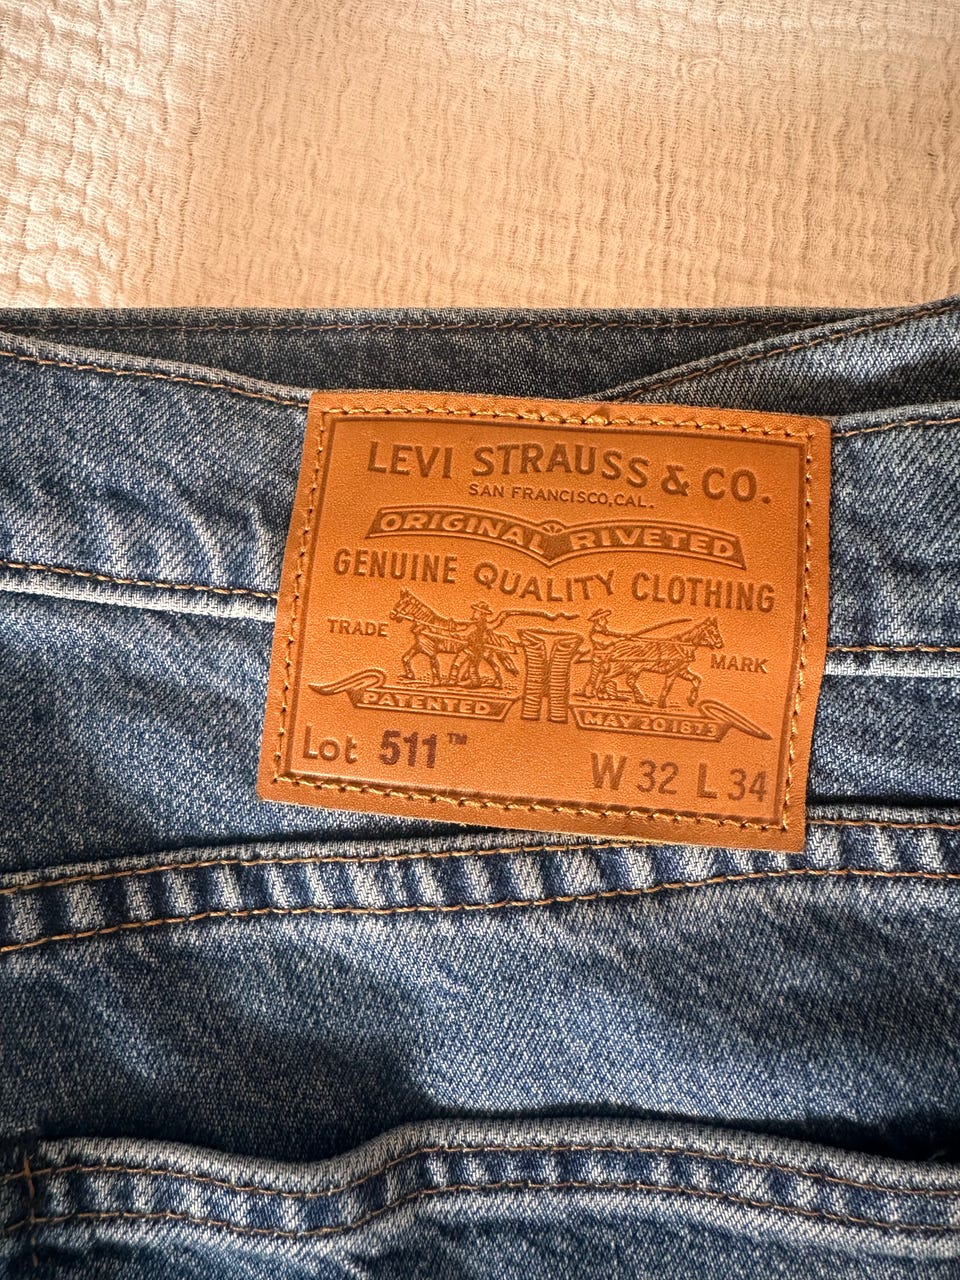 LEVI STRAUSS & CO.
SAN FRANCISCO, CAL.
ORIGINAL RIVETED
GENUINE QUALITY CLOTHING
TRADE MARK
PATENTED MAY 20 1873
Lot 511™ W 32 L 34